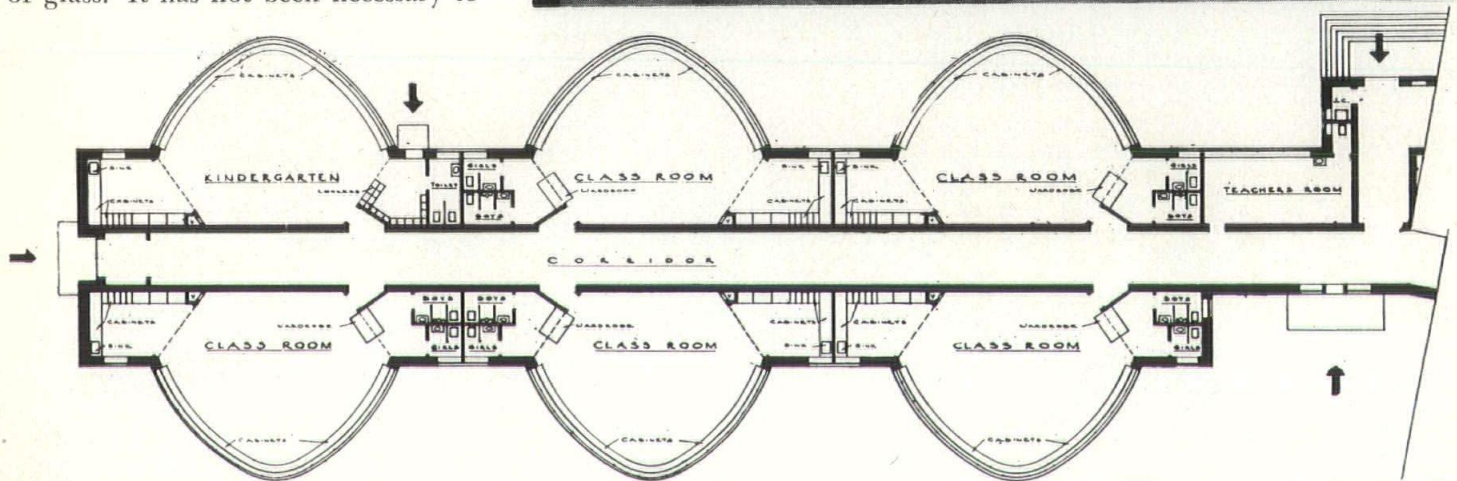 of glass. It has not been necessary to
CABINETS
CABINETS
CABINETS
J.C.
SINK
KINDERGARTEN
LOCKERS
TOILET
GIRLS
BOYS
WARDROBE
CLASS ROOM
SINK
SINK
CABINETS
CABINETS
CLASS ROOM
WARDROBE
GIRLS
BOYS
TEACHERS ROOM
CABINETS
CORRIDOR
CABINETS
SINK
WARDROBE
CLASS ROOM
BOYS
BOYS
GIRLS
GIRLS
WARDROBE
CLASS ROOM
CABINETS
CABINETS
SINK
SINK
CLASS ROOM
WARDROBE
BOYS
GIRLS
CABINETS
CABINETS
CABINETS